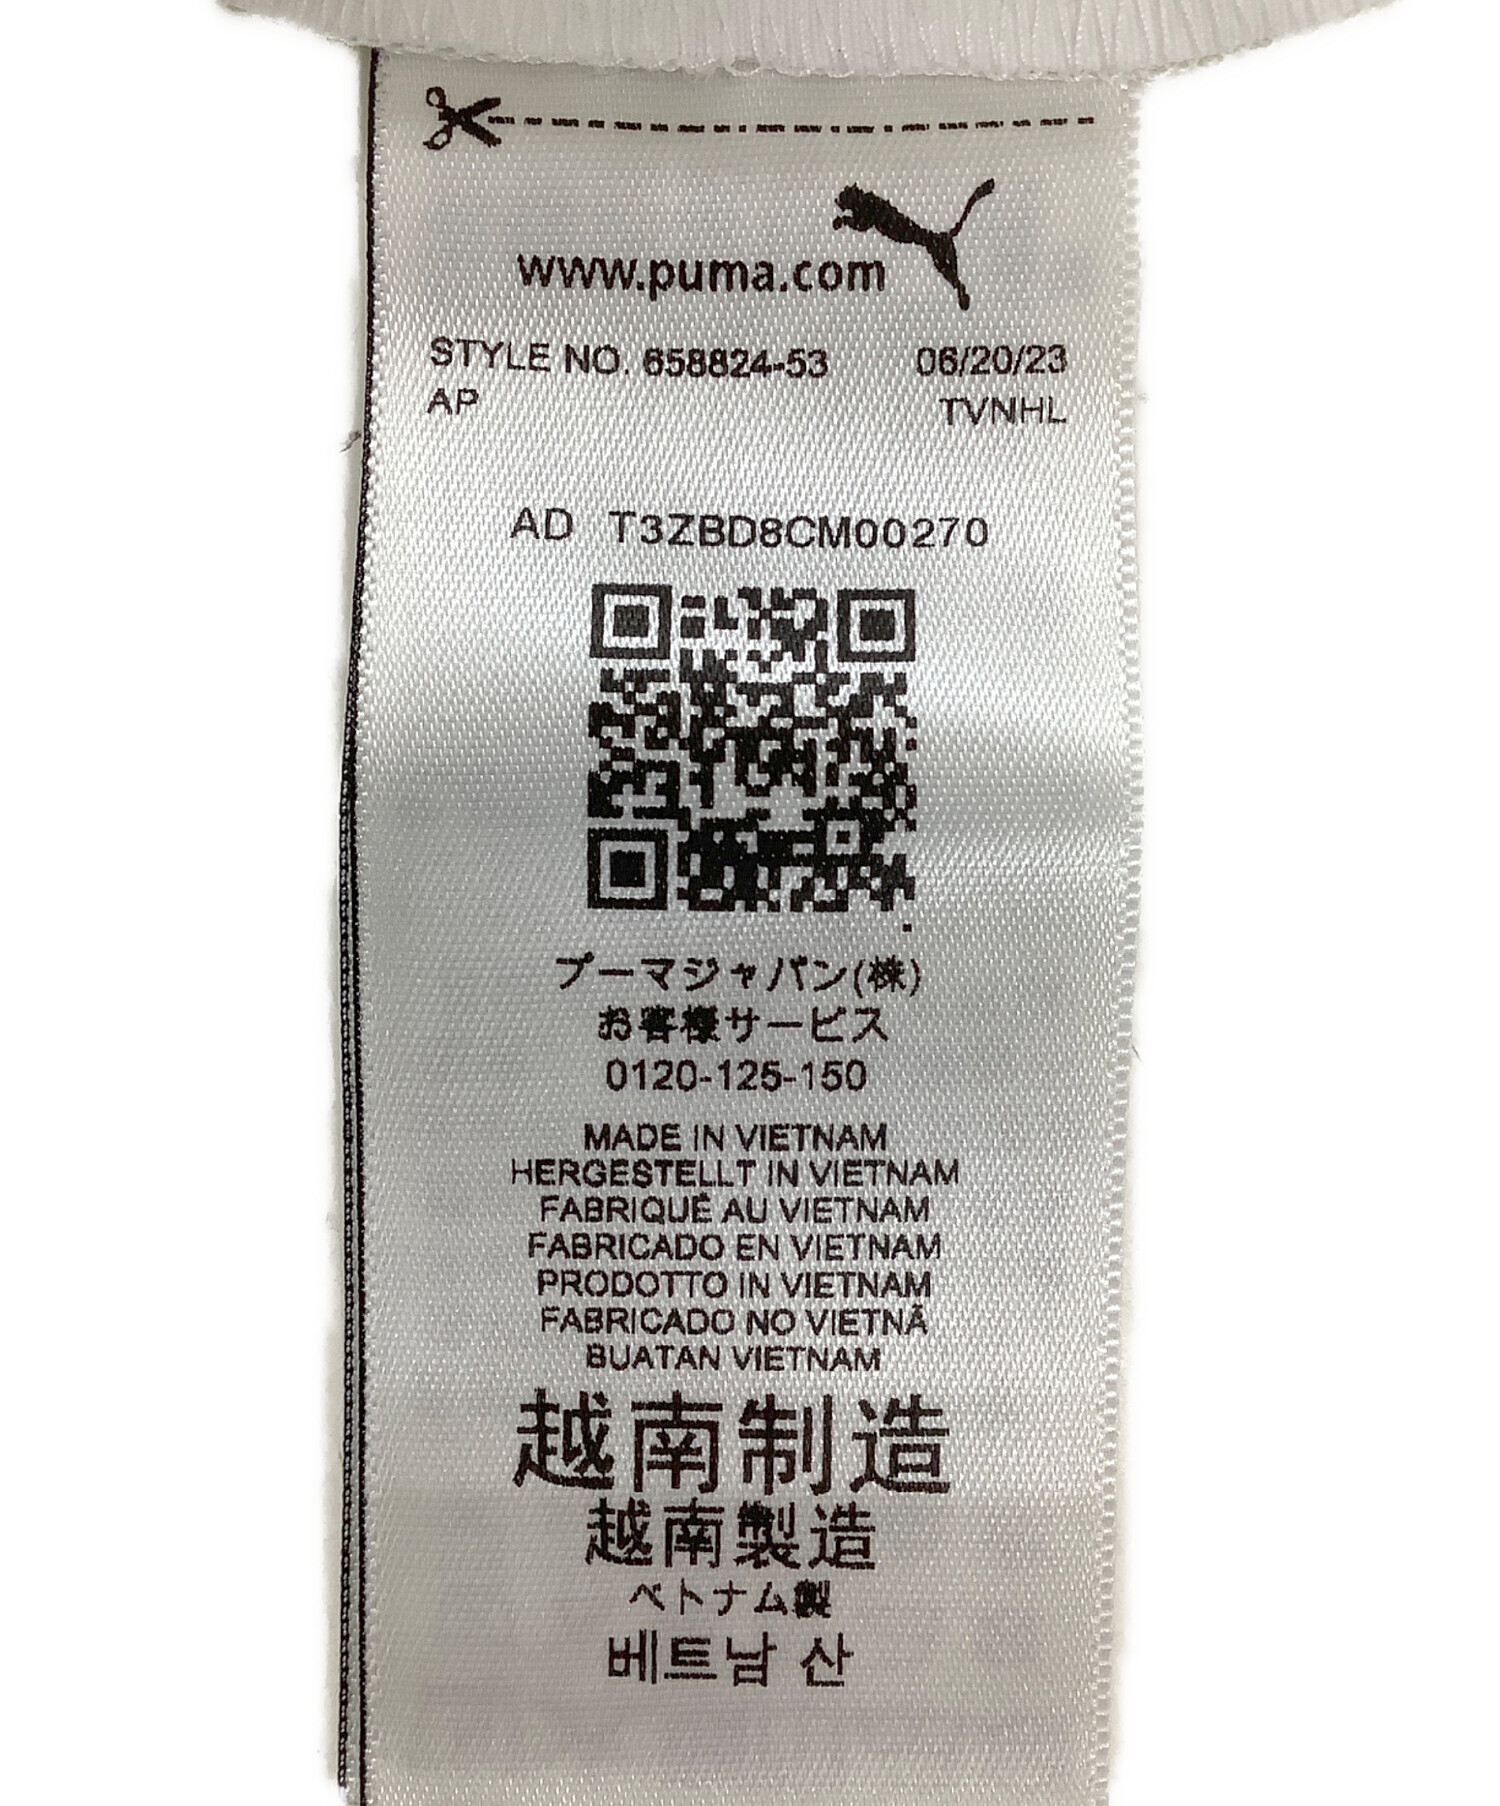 www.puma.com
STYLE NO. 658824-53 06/20/23
AP TVNHL
AD T3ZBD8CM00270
プーマジャパン(株)
お客様サービス
0120-125-150
MADE IN VIETNAM
HERGESTELLT IN VIETNAM
FABRIQUÉ AU VIETNAM
FABRICADO EN VIETNAM
PRODOTTO IN VIETNAM
FABRICADO NO VIETNÃ
BUATAN VIETNAM
越南制造
越南製造
ベトナム製
베트남 산